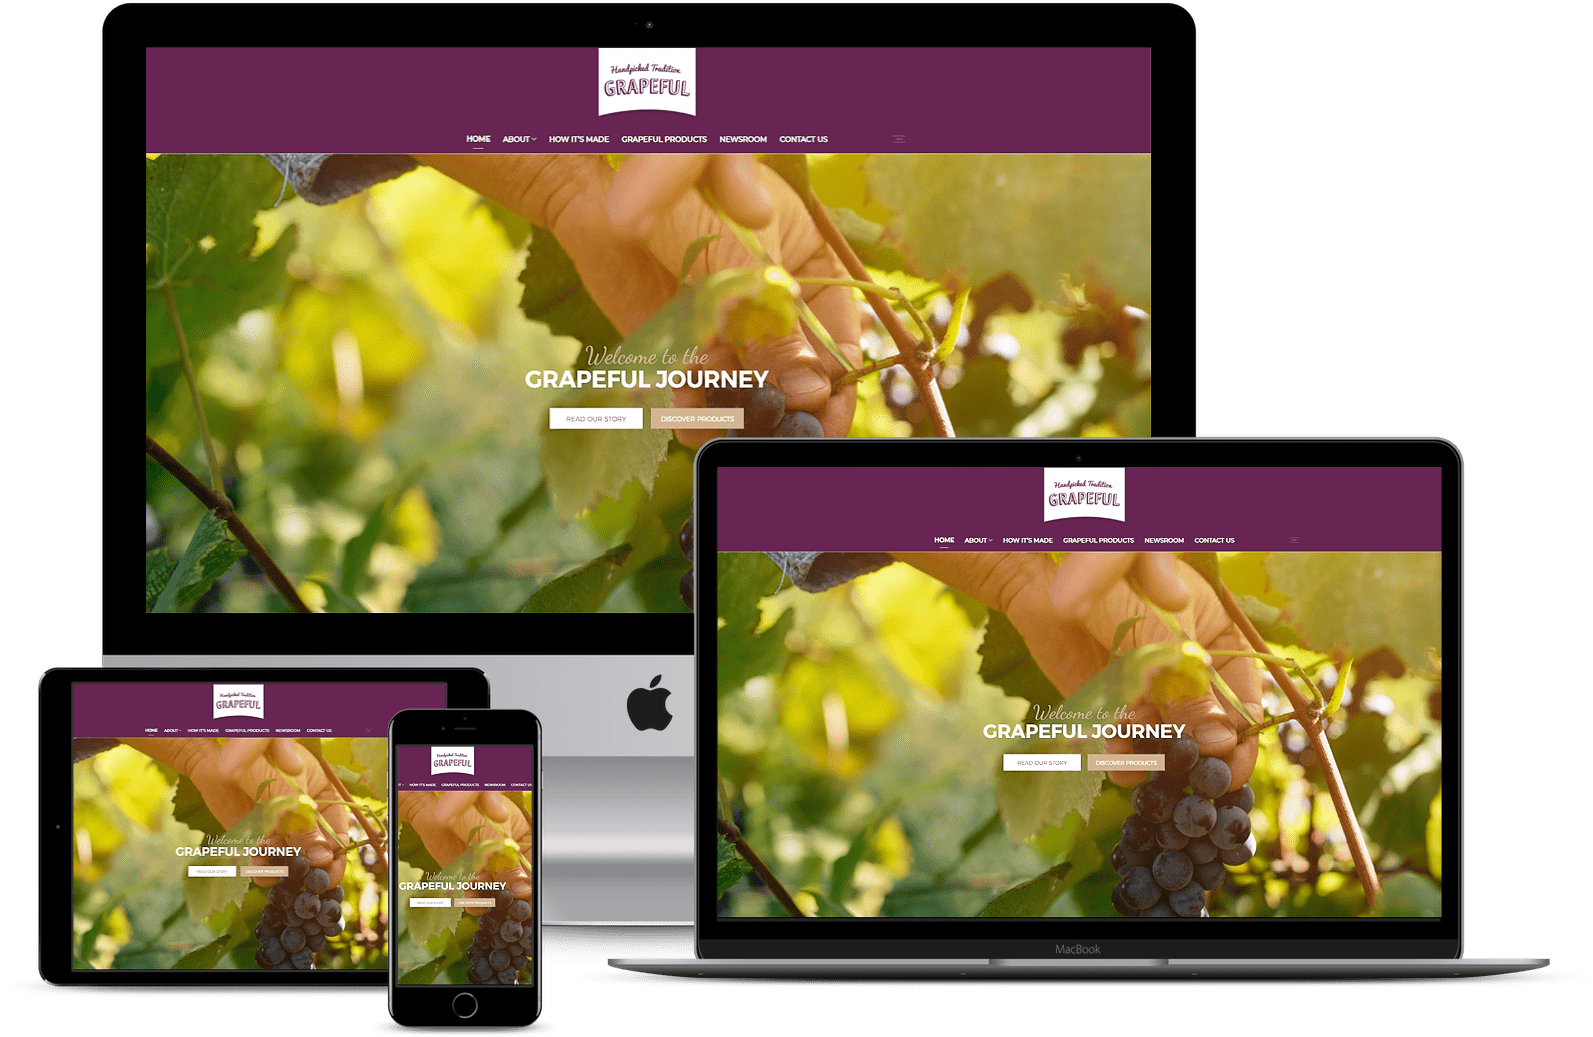 Handpicked Tradition
GRAPEFUL
HOME ABOUT HOW IT'S MADE GRAPEFUL PRODUCTS NEWSROOM CONTACT US
Welcome to the
GRAPEFUL JOURNEY
READ OUR STORY DISCOVER PRODUCTS
Handpicked Tradition
GRAPEFUL
HOME ABOUT HOW IT'S MADE GRAPEFUL PRODUCTS NEWSROOM CONTACT US
Welcome to the
GRAPEFUL JOURNEY
READ OUR STORY DISCOVER PRODUCTS
MacBook
Handpicked Tradition
GRAPEFUL
HOME ABOUT HOW IT'S MADE GRAPEFUL PRODUCTS NEWSROOM CONTACT US
Welcome to the
GRAPEFUL JOURNEY
READ OUR STORY DISCOVER PRODUCTS
Handpicked Tradition
GRAPEFUL
HOW IT'S MADE GRAPEFUL PRODUCTS NEWSROOM CONTACT US
Welcome to the
GRAPEFUL JOURNEY
READ OUR STORY DISCOVER PRODUCTS